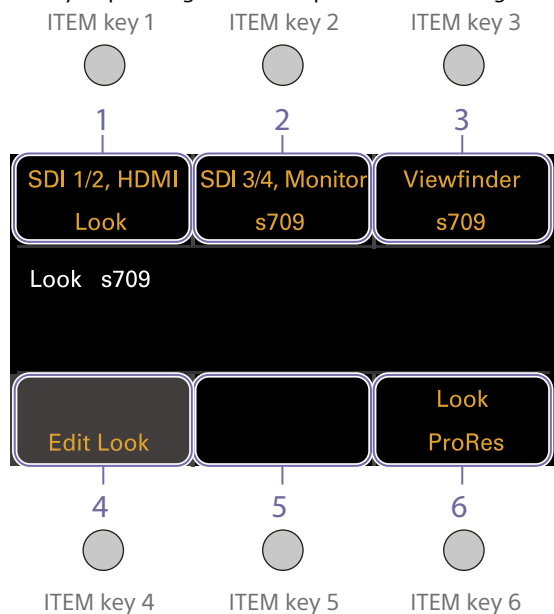 ITEM key 1 ITEM key 2 ITEM key 3
1 2 3
SDI 1/2, HDMI SDI 3/4, Monitor Viewfinder
Look s709 s709
Look s709
Look
Edit Look ProRes
4 5 6
ITEM key 4 ITEM key 5 ITEM key 6